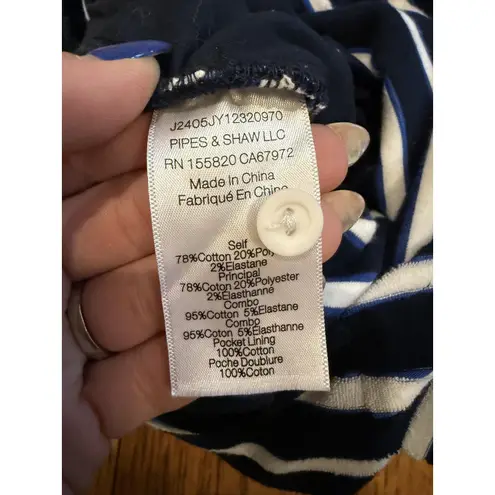 J2405JY12320970
PIPES & SHAW LLC
RN 155820 CA67972
Made in China
Fabriqué En Chine
Self
78%Cotton 20%Poly
2%Elastane
Principal
78%Coton 20%Polyester
2%Elasthanne
Combo
95%Cotton 5%Elastane
Combo
95%Coton 5%Elasthanne
Pocket Lining
100%Cotton
Poche Doublure
100%Coton